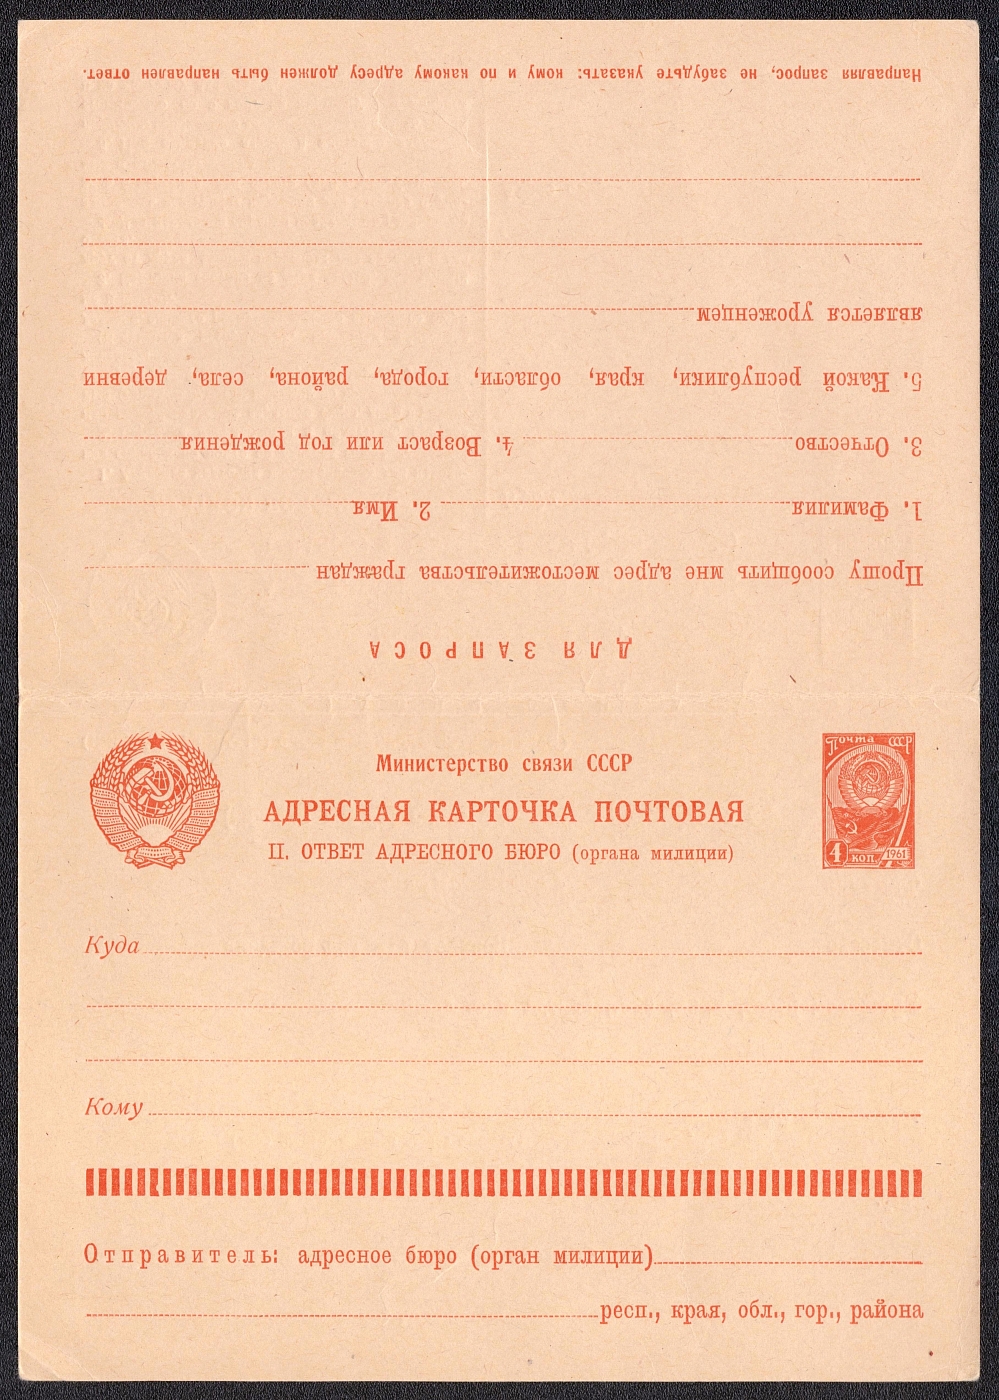 Направляя запрос, не забудьте указать: кому и по какому адресу должен быть направлен ответ.
является уроженцем
5. Какой республики, края, области, города, района, села, деревни
3. Отчество 4. Возраст или год рождения
1. Фамилия 2. Имя
Прошу сообщить мне адрес местожительства граждан
ДЛЯ ЗАПРОСА
Министерство связи СССР
АДРЕСНАЯ КАРТОЧКА ПОЧТОВАЯ
II. ОТВЕТ АДРЕСНОГО БЮРО (органа милиции)
Почта СССР
4 КОП. 1961
Куда
Кому
Отправитель: адресное бюро (орган милиции)
респ., края, обл., гор., района